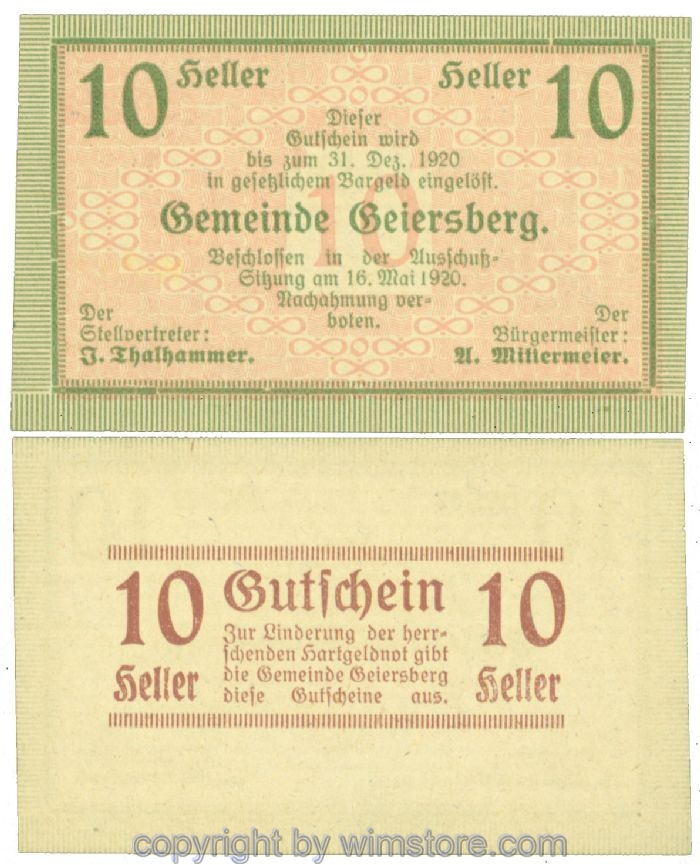 10 Heller Heller 10
Dieser
Gutschein wird
bis zum 31. Dez. 1920
in gesetzlichem Bargeld eingelöst.
10
Gemeinde Geiersberg.
Beschlossen in der Ausschuß-
Sitzung am 16. Mai 1920.
Nachahmung ver-
boten.
Der
Stellvertreter:
J. Thalhammer.
Der
Bürgermeister:
A. Mittermeier.
10 Gutschein 10
Heller
Zur Linderung der herr-
schenden Hartgeldnot gibt
die Gemeinde Geiersberg
diese Gutscheine aus.
Heller
copyright by wimstore.com